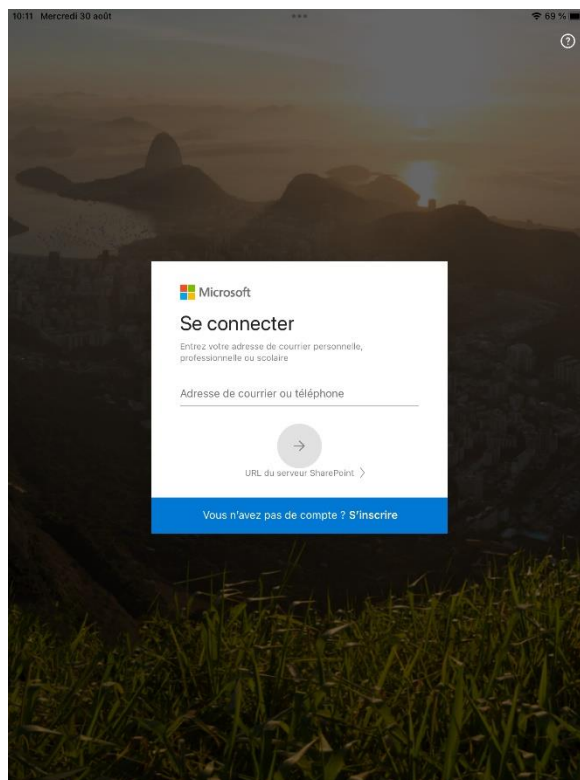 10:11 Mercredi 30 août
69 %
?
Microsoft
Se connecter
Entrez votre adresse de courrier personnelle,
professionnelle ou scolaire
Adresse de courrier ou téléphone
URL du serveur SharePoint
Vous n'avez pas de compte ? S'inscrire